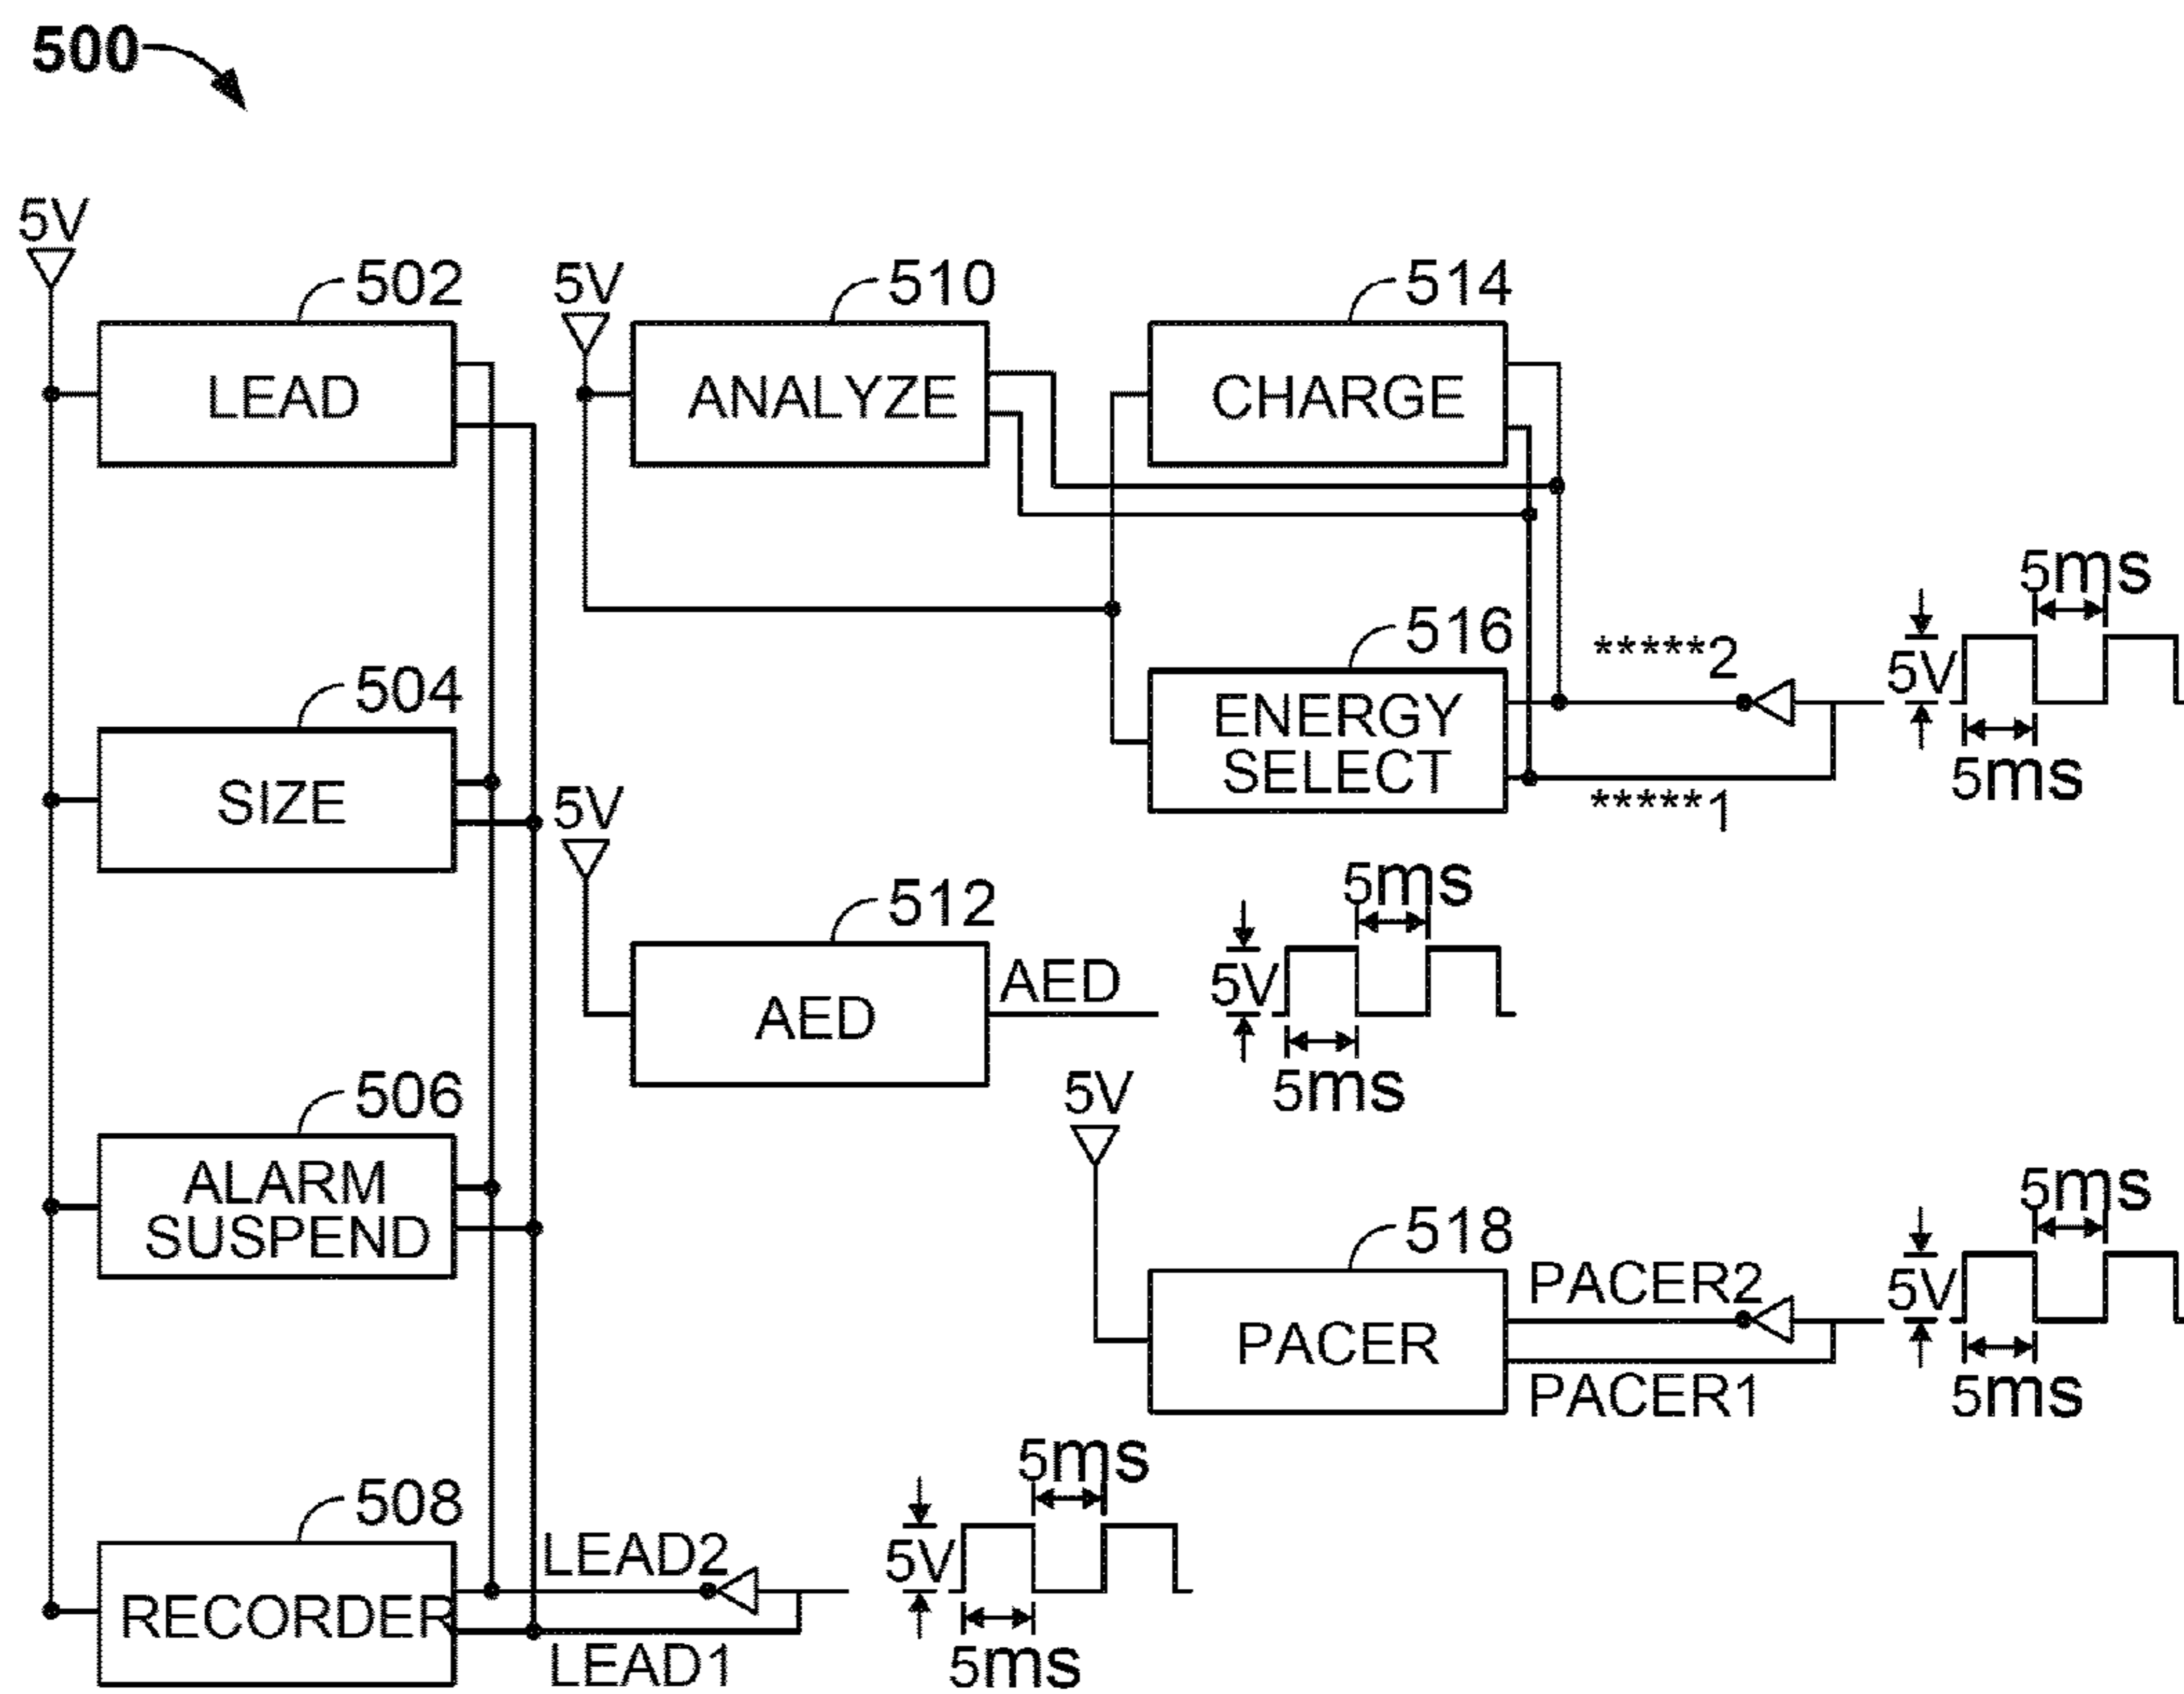 500
5V
502
LEAD
5V
510
ANALYZE
514
CHARGE
504
SIZE
516
ENERGY
SELECT
*****2
*****1
5ms
5V
5ms
5V
512
AED
AED
5ms
5V
5ms
506
ALARM
SUSPEND
5V
518
PACER
PACER2
PACER1
5ms
5V
5ms
508
RECORDER
LEAD2
LEAD1
5ms
5V
5ms